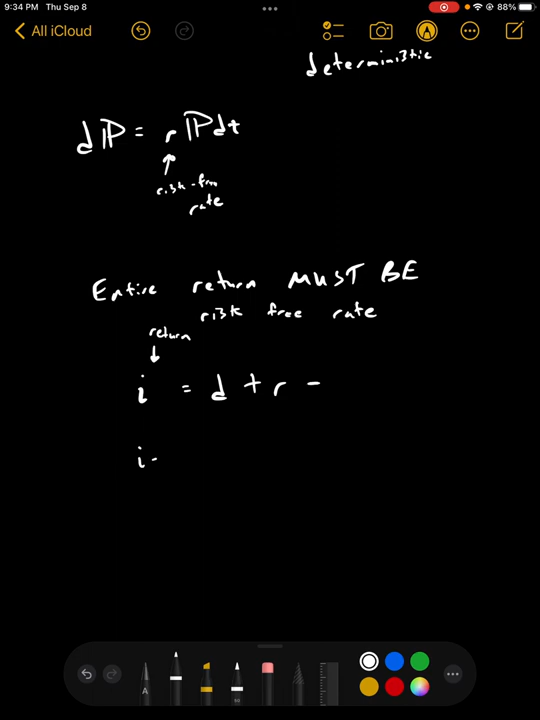 9:34 PM Thu Sep 8
88%
All iCloud
deterministic
dℙ = rℙdt
risk-free
rate
Entire return MUST BE
risk free rate
return
i = d + r -
i -
A